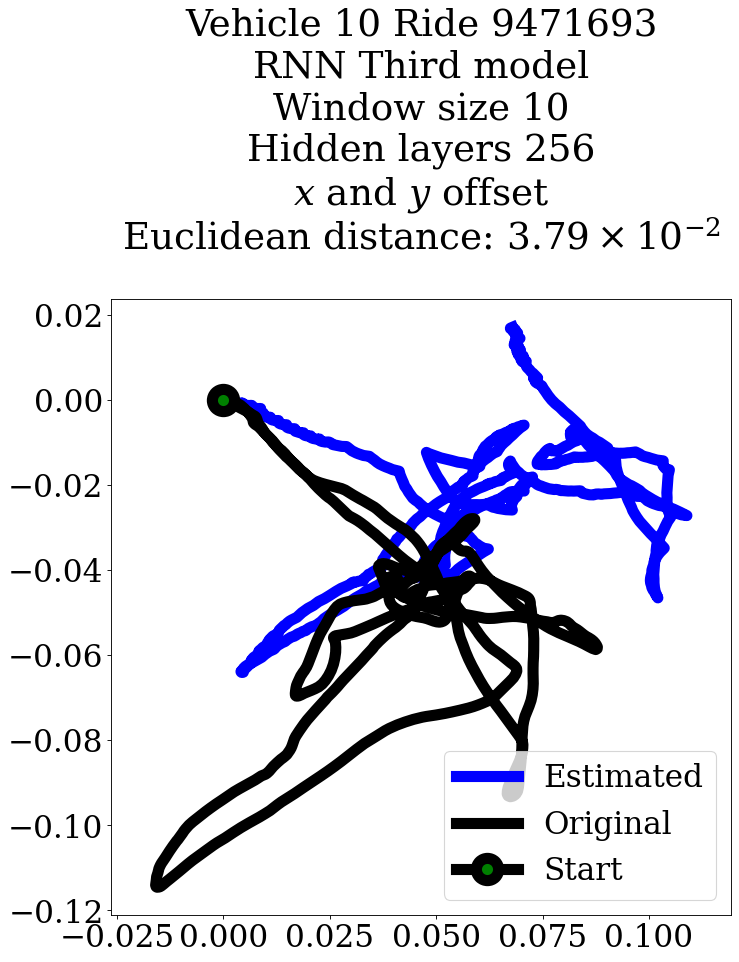 Vehicle 10 Ride 9471693
RNN Third model
Window size 10
Hidden layers 256
x and y offset
Euclidean distance: 3.79 × 10⁻²
0.02
0.00
−0.02
−0.04
−0.06
−0.08
−0.10
−0.12
Estimated
Original
Start
−0.025 0.000 0.025 0.050 0.075 0.100